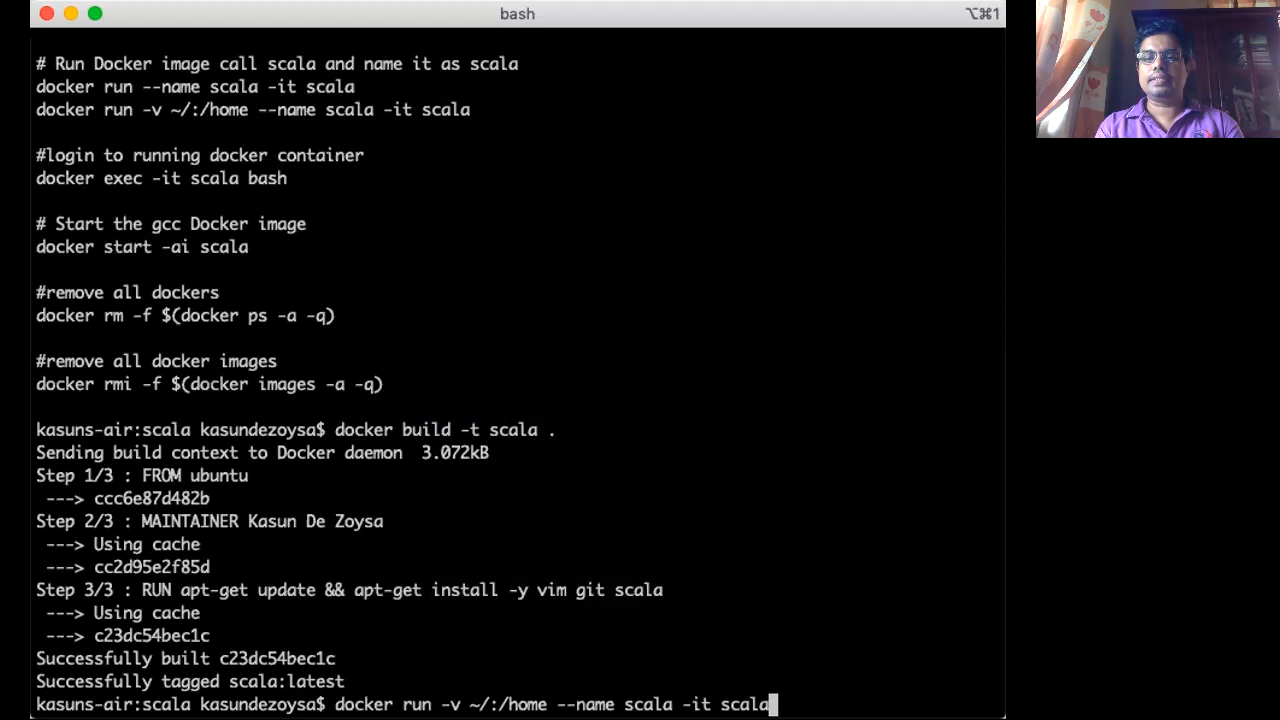 bash
⌥⌘1
# Run Docker image call scala and name it as scala
docker run --name scala -it scala
docker run -v ~/:/home --name scala -it scala
#login to running docker container
docker exec -it scala bash
# Start the gcc Docker image
docker start -ai scala
#remove all dockers
docker rm -f $(docker ps -a -q)
#remove all docker images
docker rmi -f $(docker images -a -q)
kasuns-air:scala kasundezoysa$ docker build -t scala .
Sending build context to Docker daemon  3.072kB
Step 1/3 : FROM ubuntu
 ---> ccc6e87d482b
Step 2/3 : MAINTAINER Kasun De Zoysa
 ---> Using cache
 ---> cc2d95e2f85d
Step 3/3 : RUN apt-get update && apt-get install -y vim git scala
 ---> Using cache
 ---> c23dc54bec1c
Successfully built c23dc54bec1c
Successfully tagged scala:latest
kasuns-air:scala kasundezoysa$ docker run -v ~/:/home --name scala -it scala